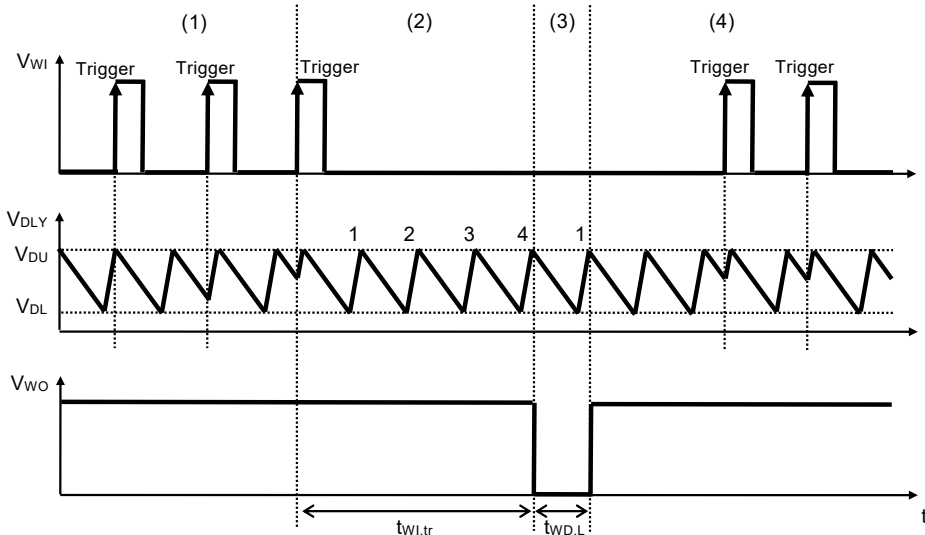 (1) (2) (3) (4)
VWI
Trigger Trigger Trigger Trigger Trigger
VDLY
VDU
1 2 3 4 1
VDL
VWO
t
tWI,tr tWD,L